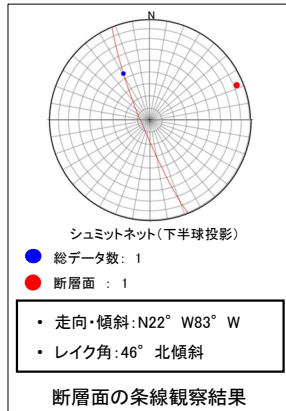 N
シュミットネット(下半球投影)
総データ数: 1
断層面 : 1
・ 走向・傾斜:N22° W83° W
・ レイク角:46° 北傾斜
断層面の条線観察結果